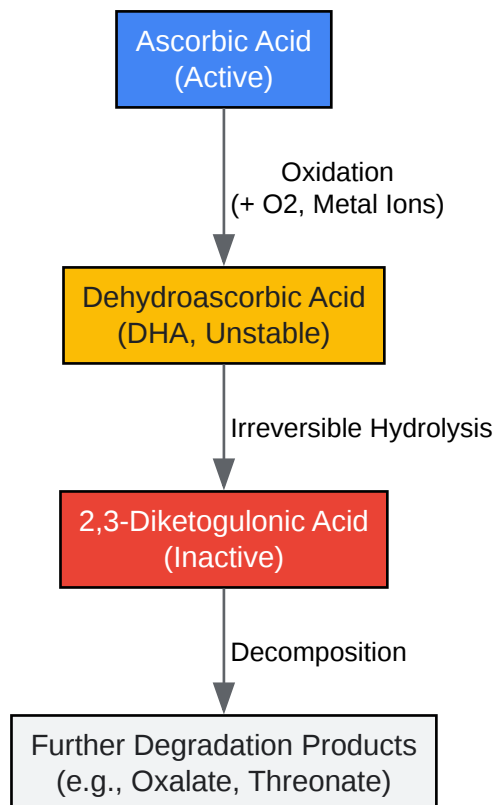 Ascorbic Acid
(Active)
Oxidation
(+ O2, Metal Ions)
Dehydroascorbic Acid
(DHA, Unstable)
Irreversible Hydrolysis
2,3-Diketogulonic Acid
(Inactive)
Decomposition
Further Degradation Products
(e.g., Oxalate, Threonate)